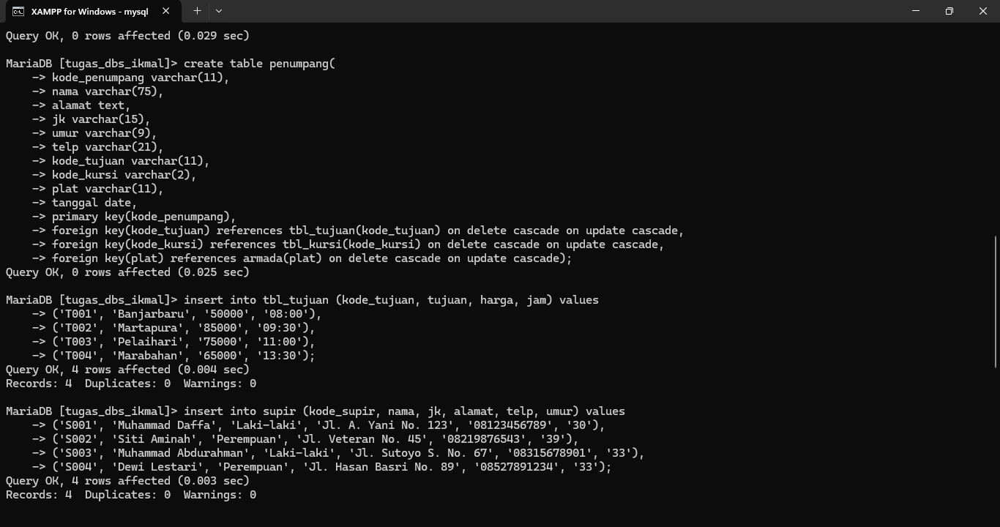 XAMPP for Windows - mysql
Query OK, 0 rows affected (0.029 sec)
MariaDB [tugas_dbs_ikmal]> create table penumpang(
-> kode_penumpang varchar(11),
-> nama varchar(75),
-> alamat text,
-> jk varchar(15),
-> umur varchar(9),
-> telp varchar(21),
-> kode_tujuan varchar(11),
-> kode_kursi varchar(2),
-> plat varchar(11),
-> tanggal date,
-> primary key(kode_penumpang),
-> foreign key(kode_tujuan) references tbl_tujuan(kode_tujuan) on delete cascade on update cascade,
-> foreign key(kode_kursi) references tbl_kursi(kode_kursi) on delete cascade on update cascade,
-> foreign key(plat) references armada(plat) on delete cascade on update cascade);
Query OK, 0 rows affected (0.025 sec)
MariaDB [tugas_dbs_ikmal]> insert into tbl_tujuan (kode_tujuan, tujuan, harga, jam) values
-> ('T001', 'Banjarbaru', '50000', '08:00'),
-> ('T002', 'Martapura', '85000', '09:30'),
-> ('T003', 'Pelaihari', '75000', '11:00'),
-> ('T004', 'Marabahan', '65000', '13:30');
Query OK, 4 rows affected (0.004 sec)
Records: 4  Duplicates: 0  Warnings: 0
MariaDB [tugas_dbs_ikmal]> insert into supir (kode_supir, nama, jk, alamat, telp, umur) values
-> ('S001', 'Muhammad Daffa', 'Laki-laki', 'Jl. A. Yani No. 123', '08123456789', '30'),
-> ('S002', 'Siti Aminah', 'Perempuan', 'Jl. Veteran No. 45', '08219876543', '39'),
-> ('S003', 'Muhammad Abdurahman', 'Laki-laki', 'Jl. Sutoyo S. No. 67', '08315678901', '33'),
-> ('S004', 'Dewi Lestari', 'Perempuan', 'Jl. Hasan Basri No. 89', '08527891234', '33');
Query OK, 4 rows affected (0.003 sec)
Records: 4  Duplicates: 0  Warnings: 0